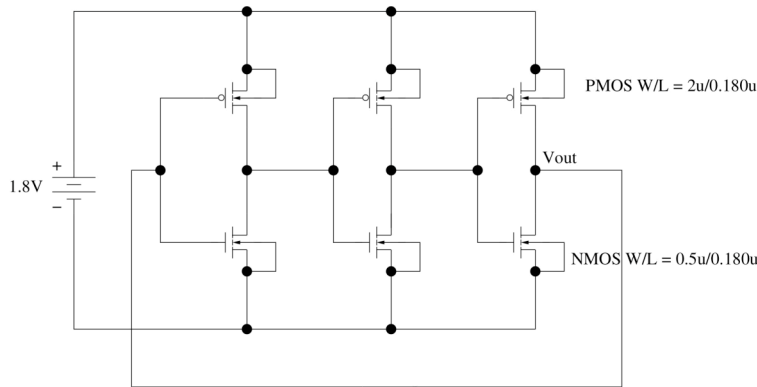 PMOS W/L = 2u/0.180u
Vout
+
1.8V
−
NMOS W/L = 0.5u/0.180u